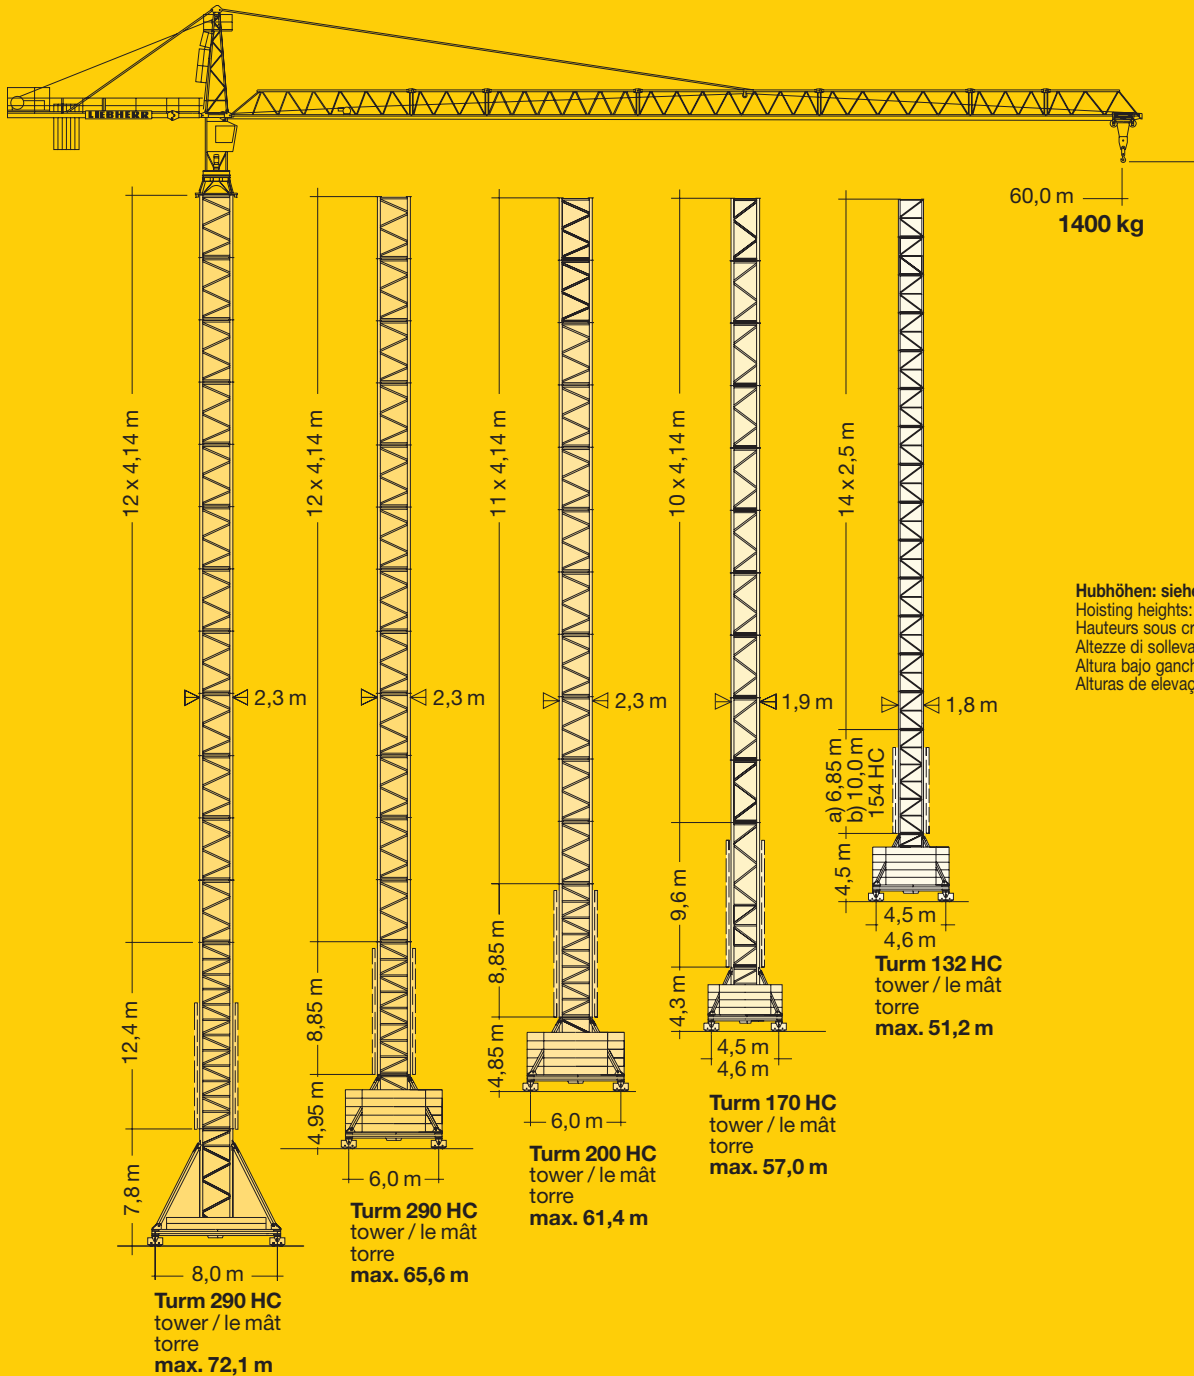 LIEBHERR
60,0 m
1400 kg
12 x 4,14 m
12 x 4,14 m
11 x 4,14 m
10 x 4,14 m
14 x 2,5 m
Hubhöhen: siehe
Hoisting heights:
Hauteurs sous cr
Altezze di solleva
Altura bajo ganch
Alturas de elevaç
2,3 m
2,3 m
2,3 m
1,9 m
1,8 m
a) 6,85 m
b) 10,0 m
154 HC
4,5 m
4,5 m
4,6 m
Turm 132 HC
tower / le mât
torre
max. 51,2 m
9,6 m
4,3 m
4,5 m
4,6 m
Turm 170 HC
tower / le mât
torre
max. 57,0 m
8,85 m
4,85 m
6,0 m
Turm 200 HC
tower / le mât
torre
max. 61,4 m
8,85 m
4,95 m
6,0 m
Turm 290 HC
tower / le mât
torre
max. 65,6 m
12,4 m
7,8 m
8,0 m
Turm 290 HC
tower / le mât
torre
max. 72,1 m